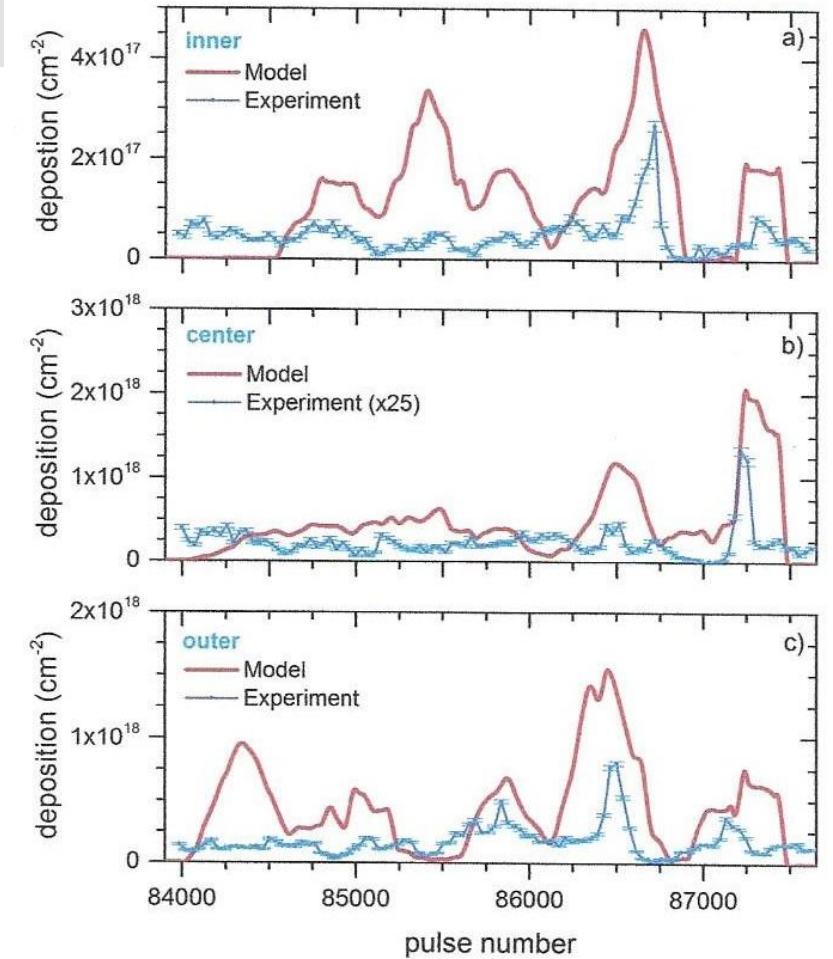 inner
a)
Model
Experiment
4x10^17
2x10^17
0
depostion (cm^-2)
center
b)
Model
Experiment (x25)
3x10^18
2x10^18
1x10^18
0
deposition (cm^-2)
outer
c)
Model
Experiment
2x10^18
1x10^18
0
deposition (cm^-2)
84000 85000 86000 87000
pulse number